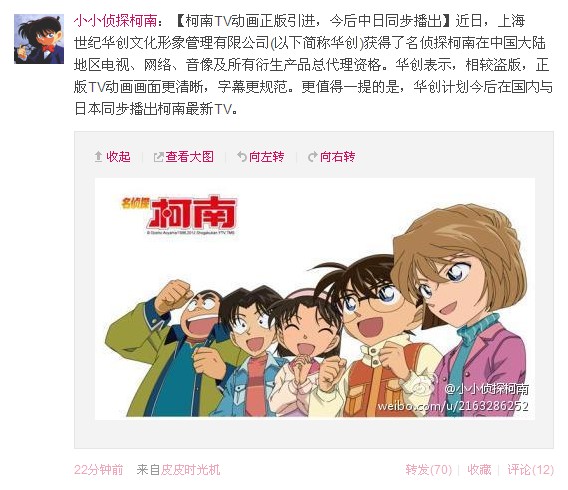 小小侦探柯南：【柯南TV动画正版引进，今后中日同步播出】近日，上海
世纪华创文化形象管理有限公司(以下简称华创)获得了名侦探柯南在中国大陆
地区电视、网络、音像及所有衍生产品总代理资格。华创表示，相较盗版，正
版TV动画画面更清晰，字幕更规范。更值得一提的是，华创计划今后在国内与
日本同步播出柯南最新TV。
收起 查看大图 向左转 向右转
名侦探柯南
© Gosho Aoyama/1996,2012 Shogakukan·YTV·TMS
@小小侦探柯南
weibo.com/u/2163286252
22分钟前 来自皮皮时光机 转发(70) 收藏 评论(12)